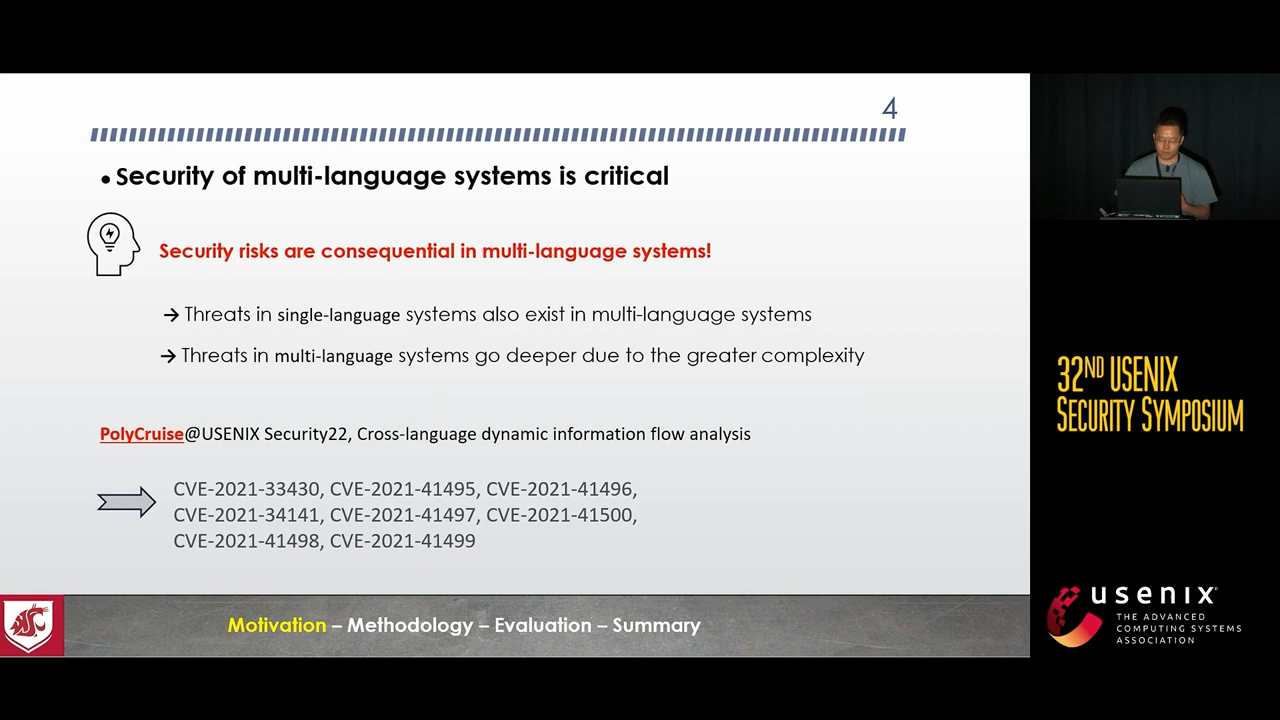 4
• Security of multi-language systems is critical
Security risks are consequential in multi-language systems!
→ Threats in single-language systems also exist in multi-language systems
→ Threats in multi-language systems go deeper due to the greater complexity
PolyCruise@USENIX Security22, Cross-language dynamic information flow analysis
CVE-2021-33430, CVE-2021-41495, CVE-2021-41496,
CVE-2021-34141, CVE-2021-41497, CVE-2021-41500,
CVE-2021-41498, CVE-2021-41499
Motivation – Methodology – Evaluation – Summary
32ND USENIX
SECURITY SYMPOSIUM
usenix
THE ADVANCED
COMPUTING SYSTEMS
ASSOCIATION